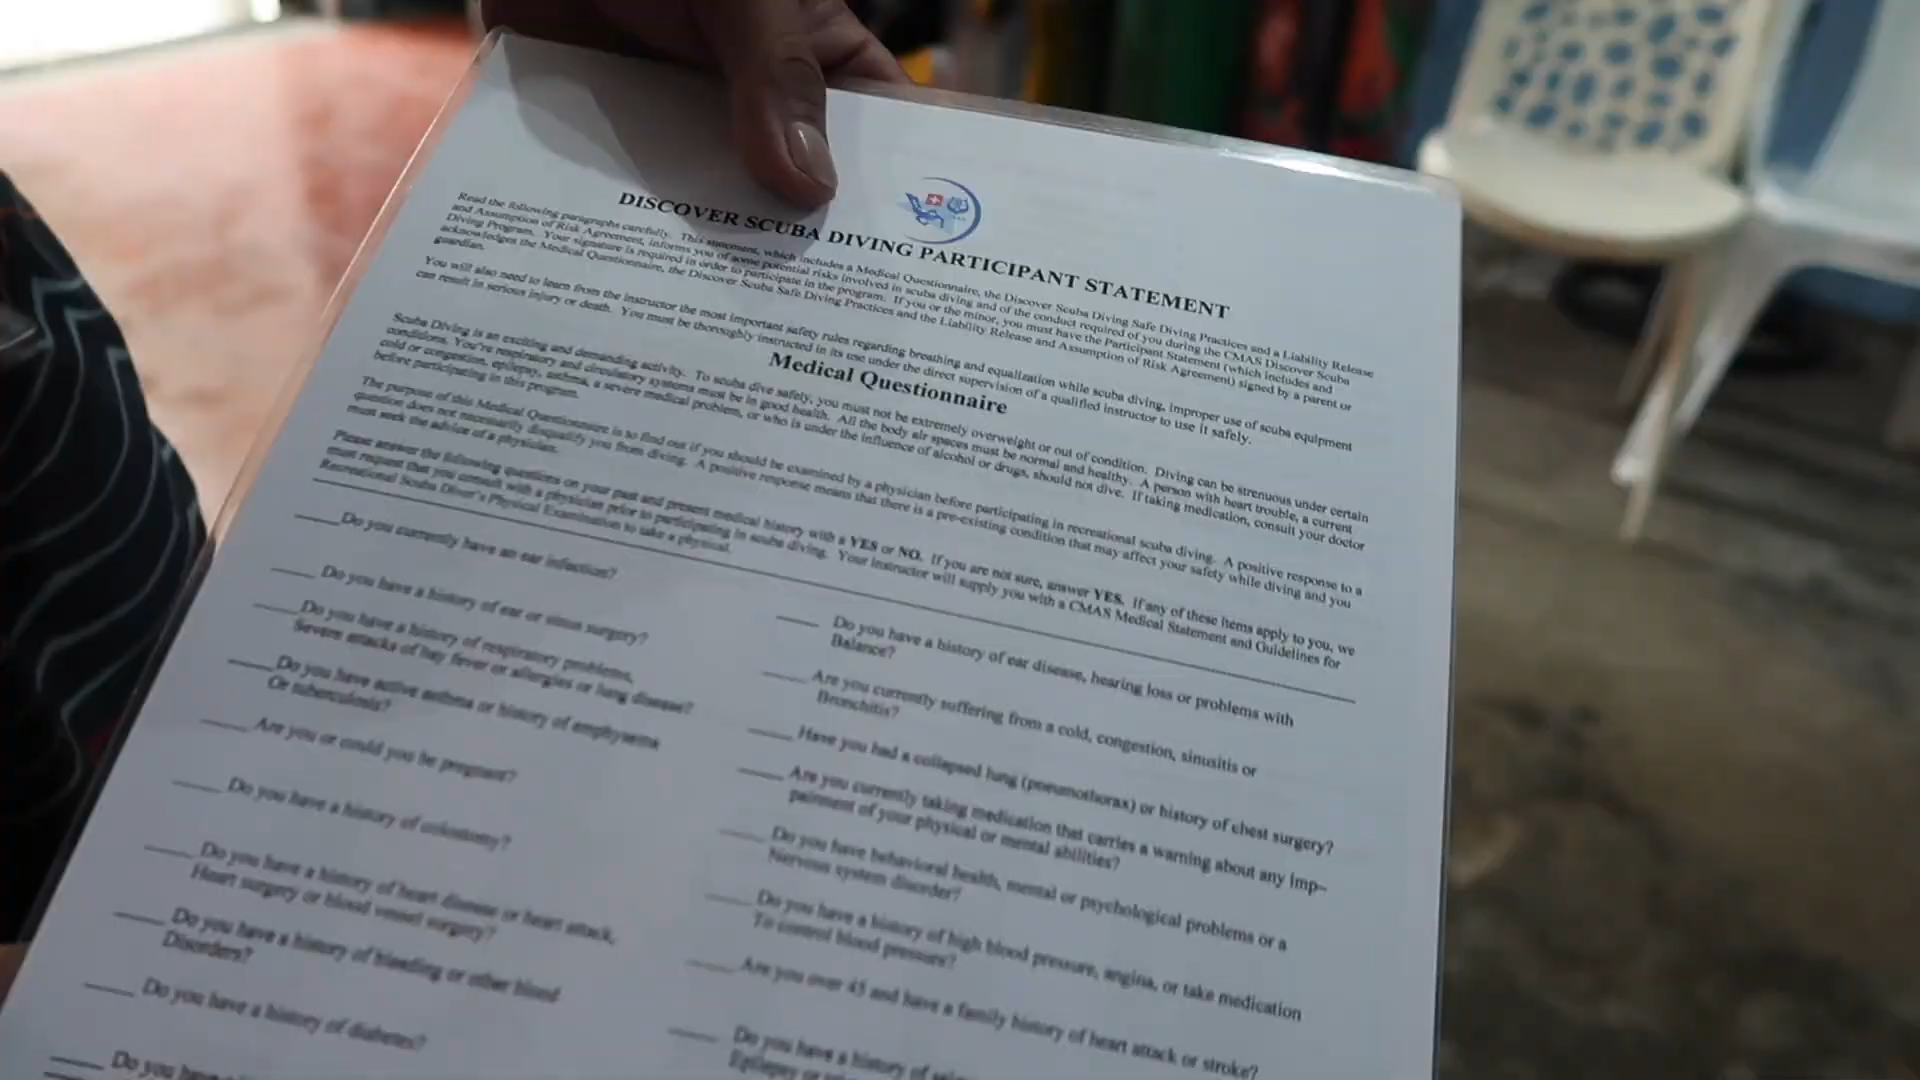 DISCOVER SCUBA DIVING PARTICIPANT STATEMENT
Read the following paragraphs carefully. This statement, which includes a Medical Questionnaire, the Discover Scuba Diving Safe Diving Practices and a Liability Release
and Assumption of Risk Agreement, informs you of some potential risks involved in scuba diving and of the conduct required of you during the CMAS Discover Scuba
Diving Program. Your signature is required in order to participate in the program. If you or the minor, you must have the Participant Statement (which includes and
acknowledges the Medical Questionnaire, the Discover Scuba Safe Diving Practices and the Liability Release and Assumption of Risk Agreement) signed by a parent or
guardian.
You will also need to learn from the instructor the most important safety rules regarding breathing and equalization while scuba diving, improper use of scuba equipment
can result in serious injury or death. You must be thoroughly instructed in its use under the direct supervision of a qualified instructor to use it safely.
Medical Questionnaire
Scuba Diving is an exciting and demanding activity. To scuba dive safely, you must not be extremely overweight or out of condition. Diving can be strenuous under certain
conditions. You're respiratory and circulatory systems must be in good health. All the body air spaces must be normal and healthy. A person with heart trouble, a current
cold or congestion, epilepsy, asthma, a severe medical problem, or who is under the influence of alcohol or drugs, should not dive. If taking medication, consult your doctor
before participating in this program.
The purpose of this Medical Questionnaire is to find out if you should be examined by a physician before participating in recreational scuba diving. A positive response to a
question does not necessarily disqualify you from diving. A positive response means that there is a pre-existing condition that may affect your safety while diving and you
must seek the advice of a physician.
Please answer the following questions on your past and present medical history with a YES or NO. If you are not sure, answer YES. If any of these items apply to you, we
must request that you consult with a physician prior to participating in scuba diving. Your instructor will supply you with a CMAS Medical Statement and Guidelines for
Recreational Scuba Diver's Physical Examination to take a physical.
Do you currently have an ear infection?
Do you have a history of ear or sinus surgery?
Do you have a history of respiratory problems,
Severe attacks of hay fever or allergies or lung disease?
Do you have active asthma or history of emphysema
Or tuberculosis?
Are you or could you be pregnant?
Do you have a history of colostomy?
Do you have a history of heart disease or heart attack,
Heart surgery or blood vessel surgery?
Do you have a history of bleeding or other blood
Disorders?
Do you have a history of diabetes?
Do you have
Do you have a history of ear disease, hearing loss or problems with
Balance?
Are you currently suffering from a cold, congestion, sinusitis or
Bronchitis?
Have you had a collapsed lung (pneumothorax) or history of chest surgery?
Are you currently taking medication that carries a warning about any imp-
pairment of your physical or mental abilities?
Do you have behavioral health, mental or psychological problems or a
Nervous system disorder?
Do you have a history of high blood pressure, angina, or take medication
To control blood pressure?
Are you over 45 and have a family history of heart attack or stroke?
Do you have a history of
Epilepsy or